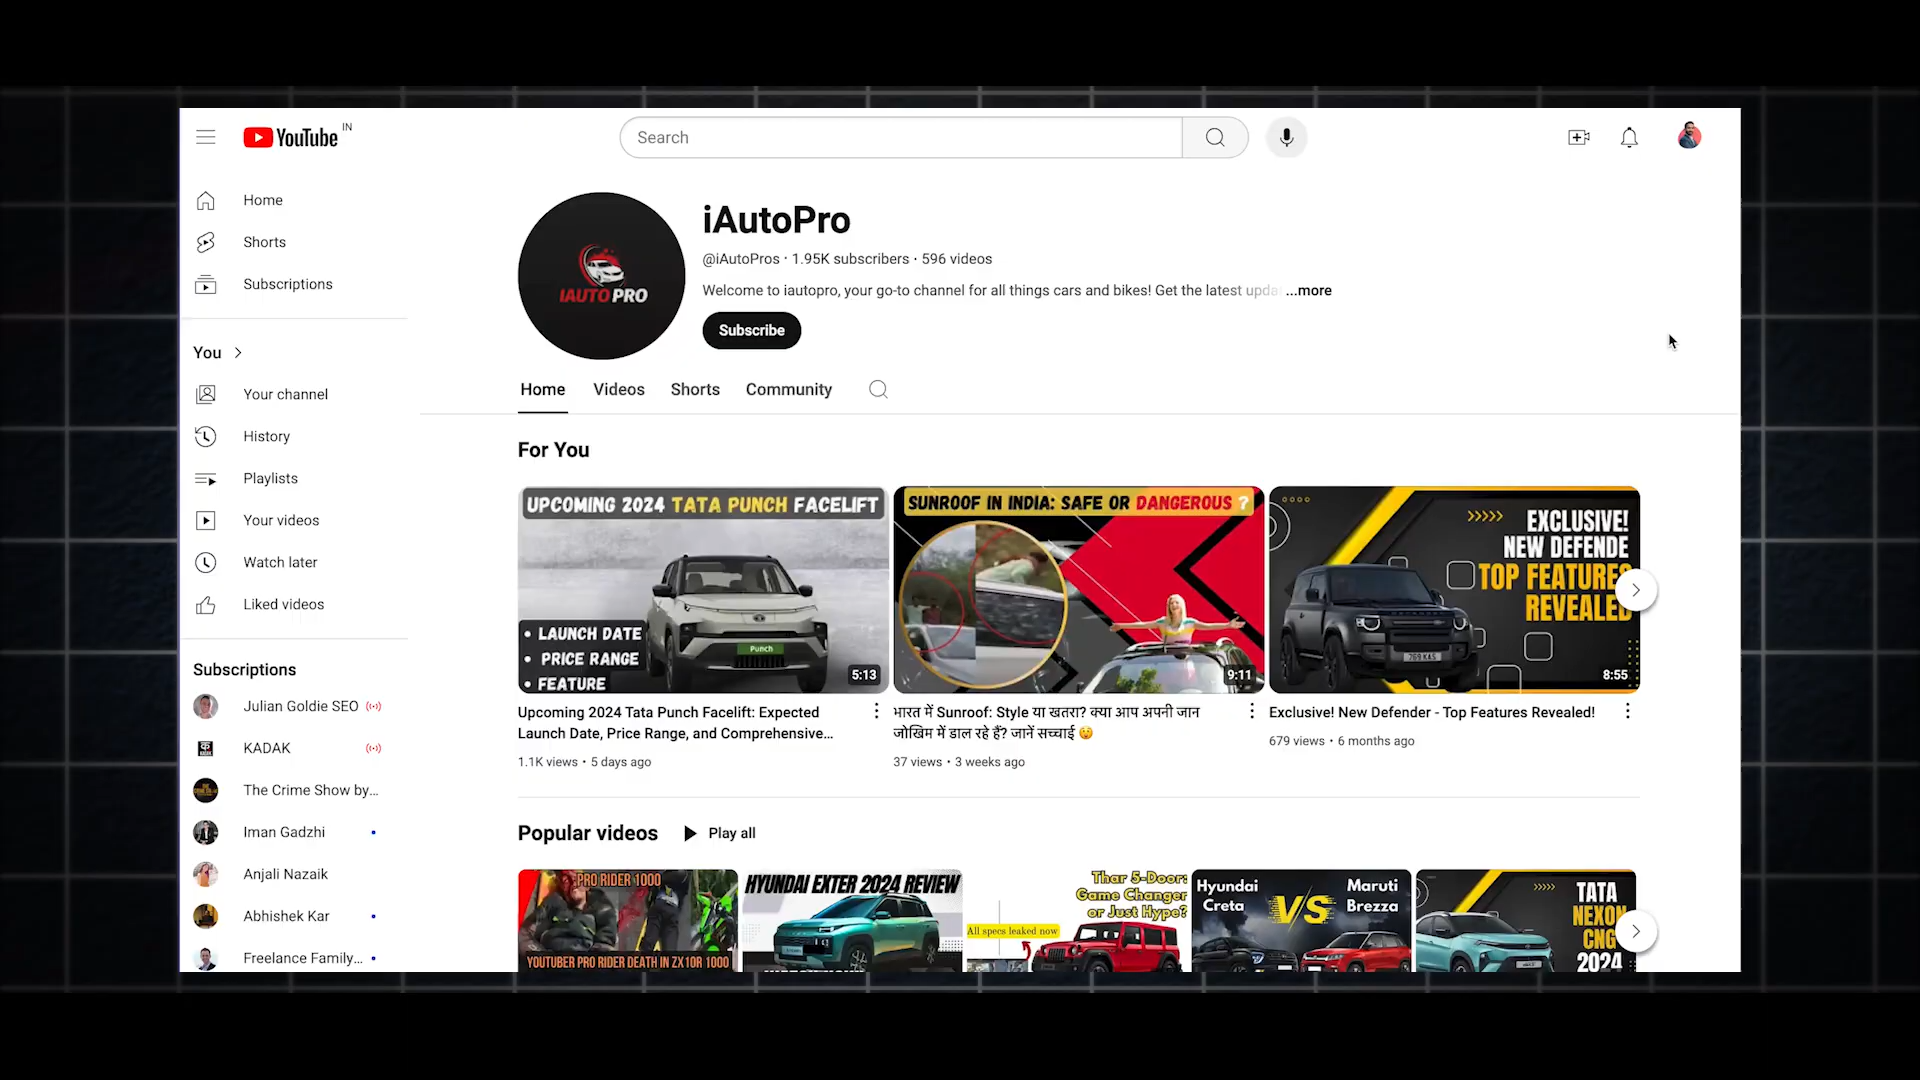 YouTube IN
Search
Home
Shorts
Subscriptions
You
Your channel
History
Playlists
Your videos
Watch later
Liked videos
Subscriptions
Julian Goldie SEO
KADAK
The Crime Show by...
Iman Gadzhi
Anjali Nazaik
Abhishek Kar
Freelance Family...
IAUTO PRO
iAutoPro
@iAutoPros · 1.95K subscribers · 596 videos
Welcome to iautopro, your go-to channel for all things cars and bikes! Get the latest upda ...more
Subscribe
Home Videos Shorts Community
For You
UPCOMING 2024 TATA PUNCH FACELIFT
• LAUNCH DATE
• PRICE RANGE
• FEATURE
Punch
5:13
Upcoming 2024 Tata Punch Facelift: Expected
Launch Date, Price Range, and Comprehensive...
1.1K views • 5 days ago
SUNROOF IN INDIA: SAFE OR DANGEROUS ?
9:11
भारत में Sunroof: Style या खतरा? क्या आप अपनी जान
जोखिम में डाल रहे हैं? जानें सच्चाई 😲
37 views • 3 weeks ago
EXCLUSIVE!
NEW DEFENDE
TOP FEATURES
REVEALED
769 KAS
8:55
Exclusive! New Defender - Top Features Revealed!
679 views • 6 months ago
Popular videos
Play all
PRO RIDER 1000
YOUTUBER PRO RIDER DEATH IN ZX10R 1000
HYUNDAI EXTER 2024 REVIEW
Thar 5-Door:
Game Changer
or Just Hype?
All specs leaked now
Hyundai
Creta
VS
Maruti
Brezza
TATA
NEXON
CNG
2024